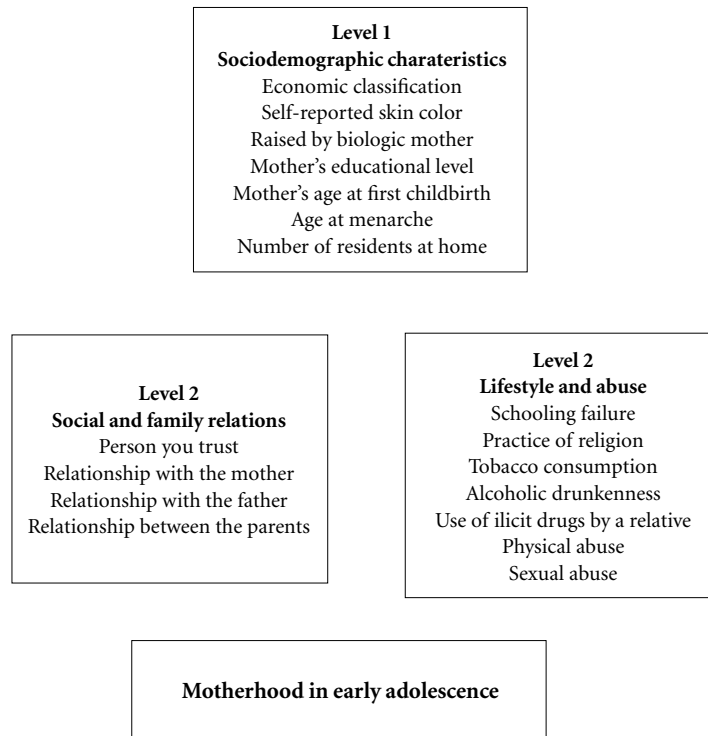 Level 1
Sociodemographic charateristics
Economic classification
Self-reported skin color
Raised by biologic mother
Mother's educational level
Mother's age at first childbirth
Age at menarche
Number of residents at home
Level 2
Social and family relations
Person you trust
Relationship with the mother
Relationship with the father
Relationship between the parents
Level 2
Lifestyle and abuse
Schooling failure
Practice of religion
Tobacco consumption
Alcoholic drunkenness
Use of ilicit drugs by a relative
Physical abuse
Sexual abuse
Motherhood in early adolescence